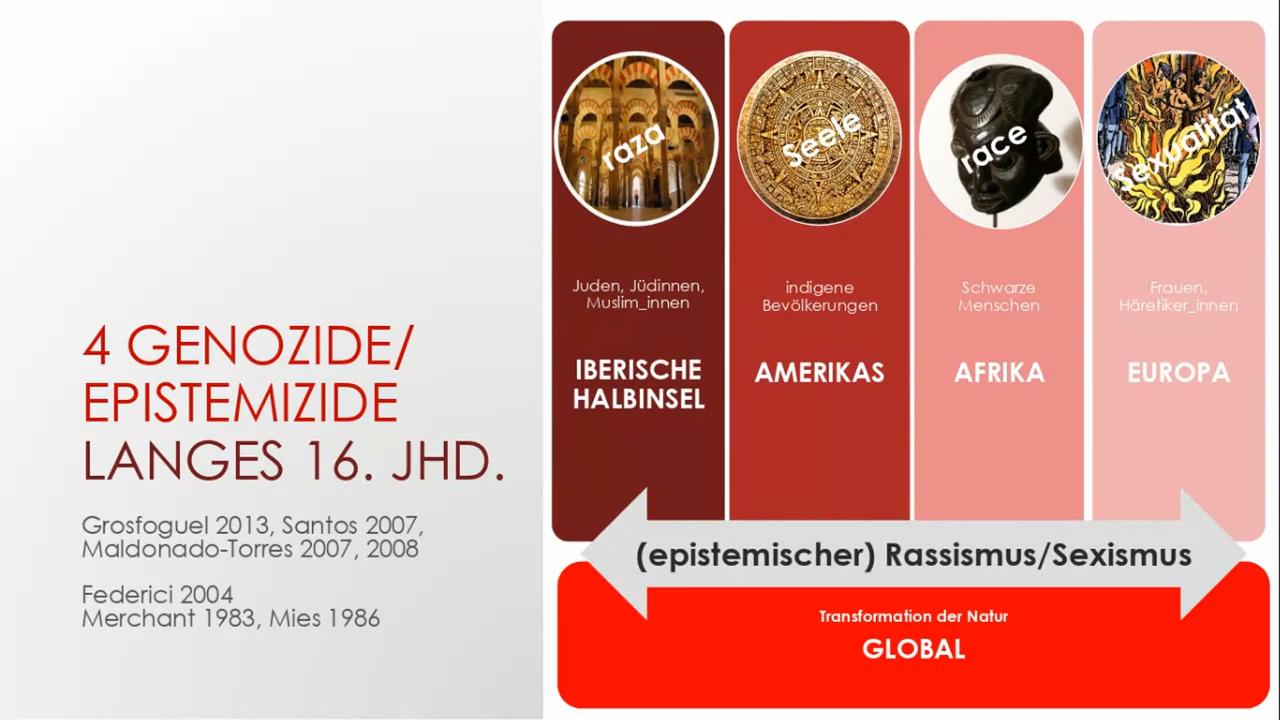 4 GENOZIDE/
EPISTEMIZIDE
LANGES 16. JHD.
Grosfoguel 2013, Santos 2007,
Maldonado-Torres 2007, 2008
Federici 2004
Merchant 1983, Mies 1986
raza
Juden, Jüdinnen,
Muslim_innen
IBERISCHE
HALBINSEL
Seele
indigene
Bevölkerungen
AMERIKAS
race
Schwarze
Menschen
AFRIKA
Sexualität
Frauen,
Häretiker_innen
EUROPA
(epistemischer) Rassismus/Sexismus
Transformation der Natur
GLOBAL